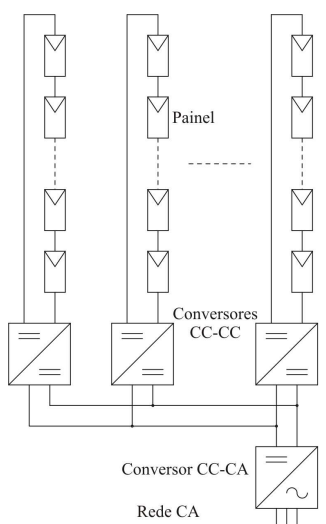 Painel
Conversores
CC-CC
Conversor CC-CA
Rede CA